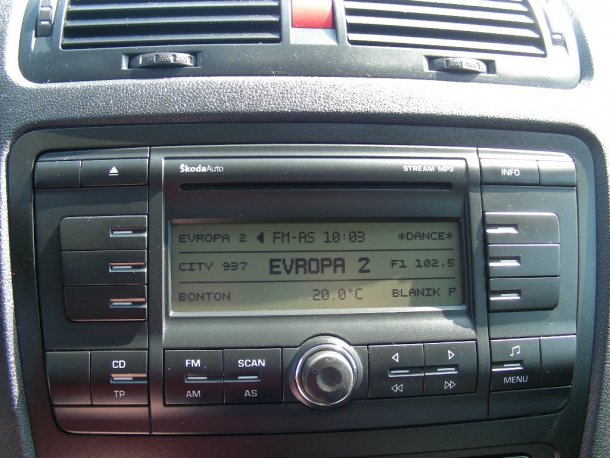 ŠkodaAuto STREAM MP3 INFO
EVROPA 2 FM-AS 10:03 *DANCE*
CITY 937 EVROPA 2 F1 102.5
BONTON 20.0°C BLANIK P
CD FM SCAN
TP AM AS MENU